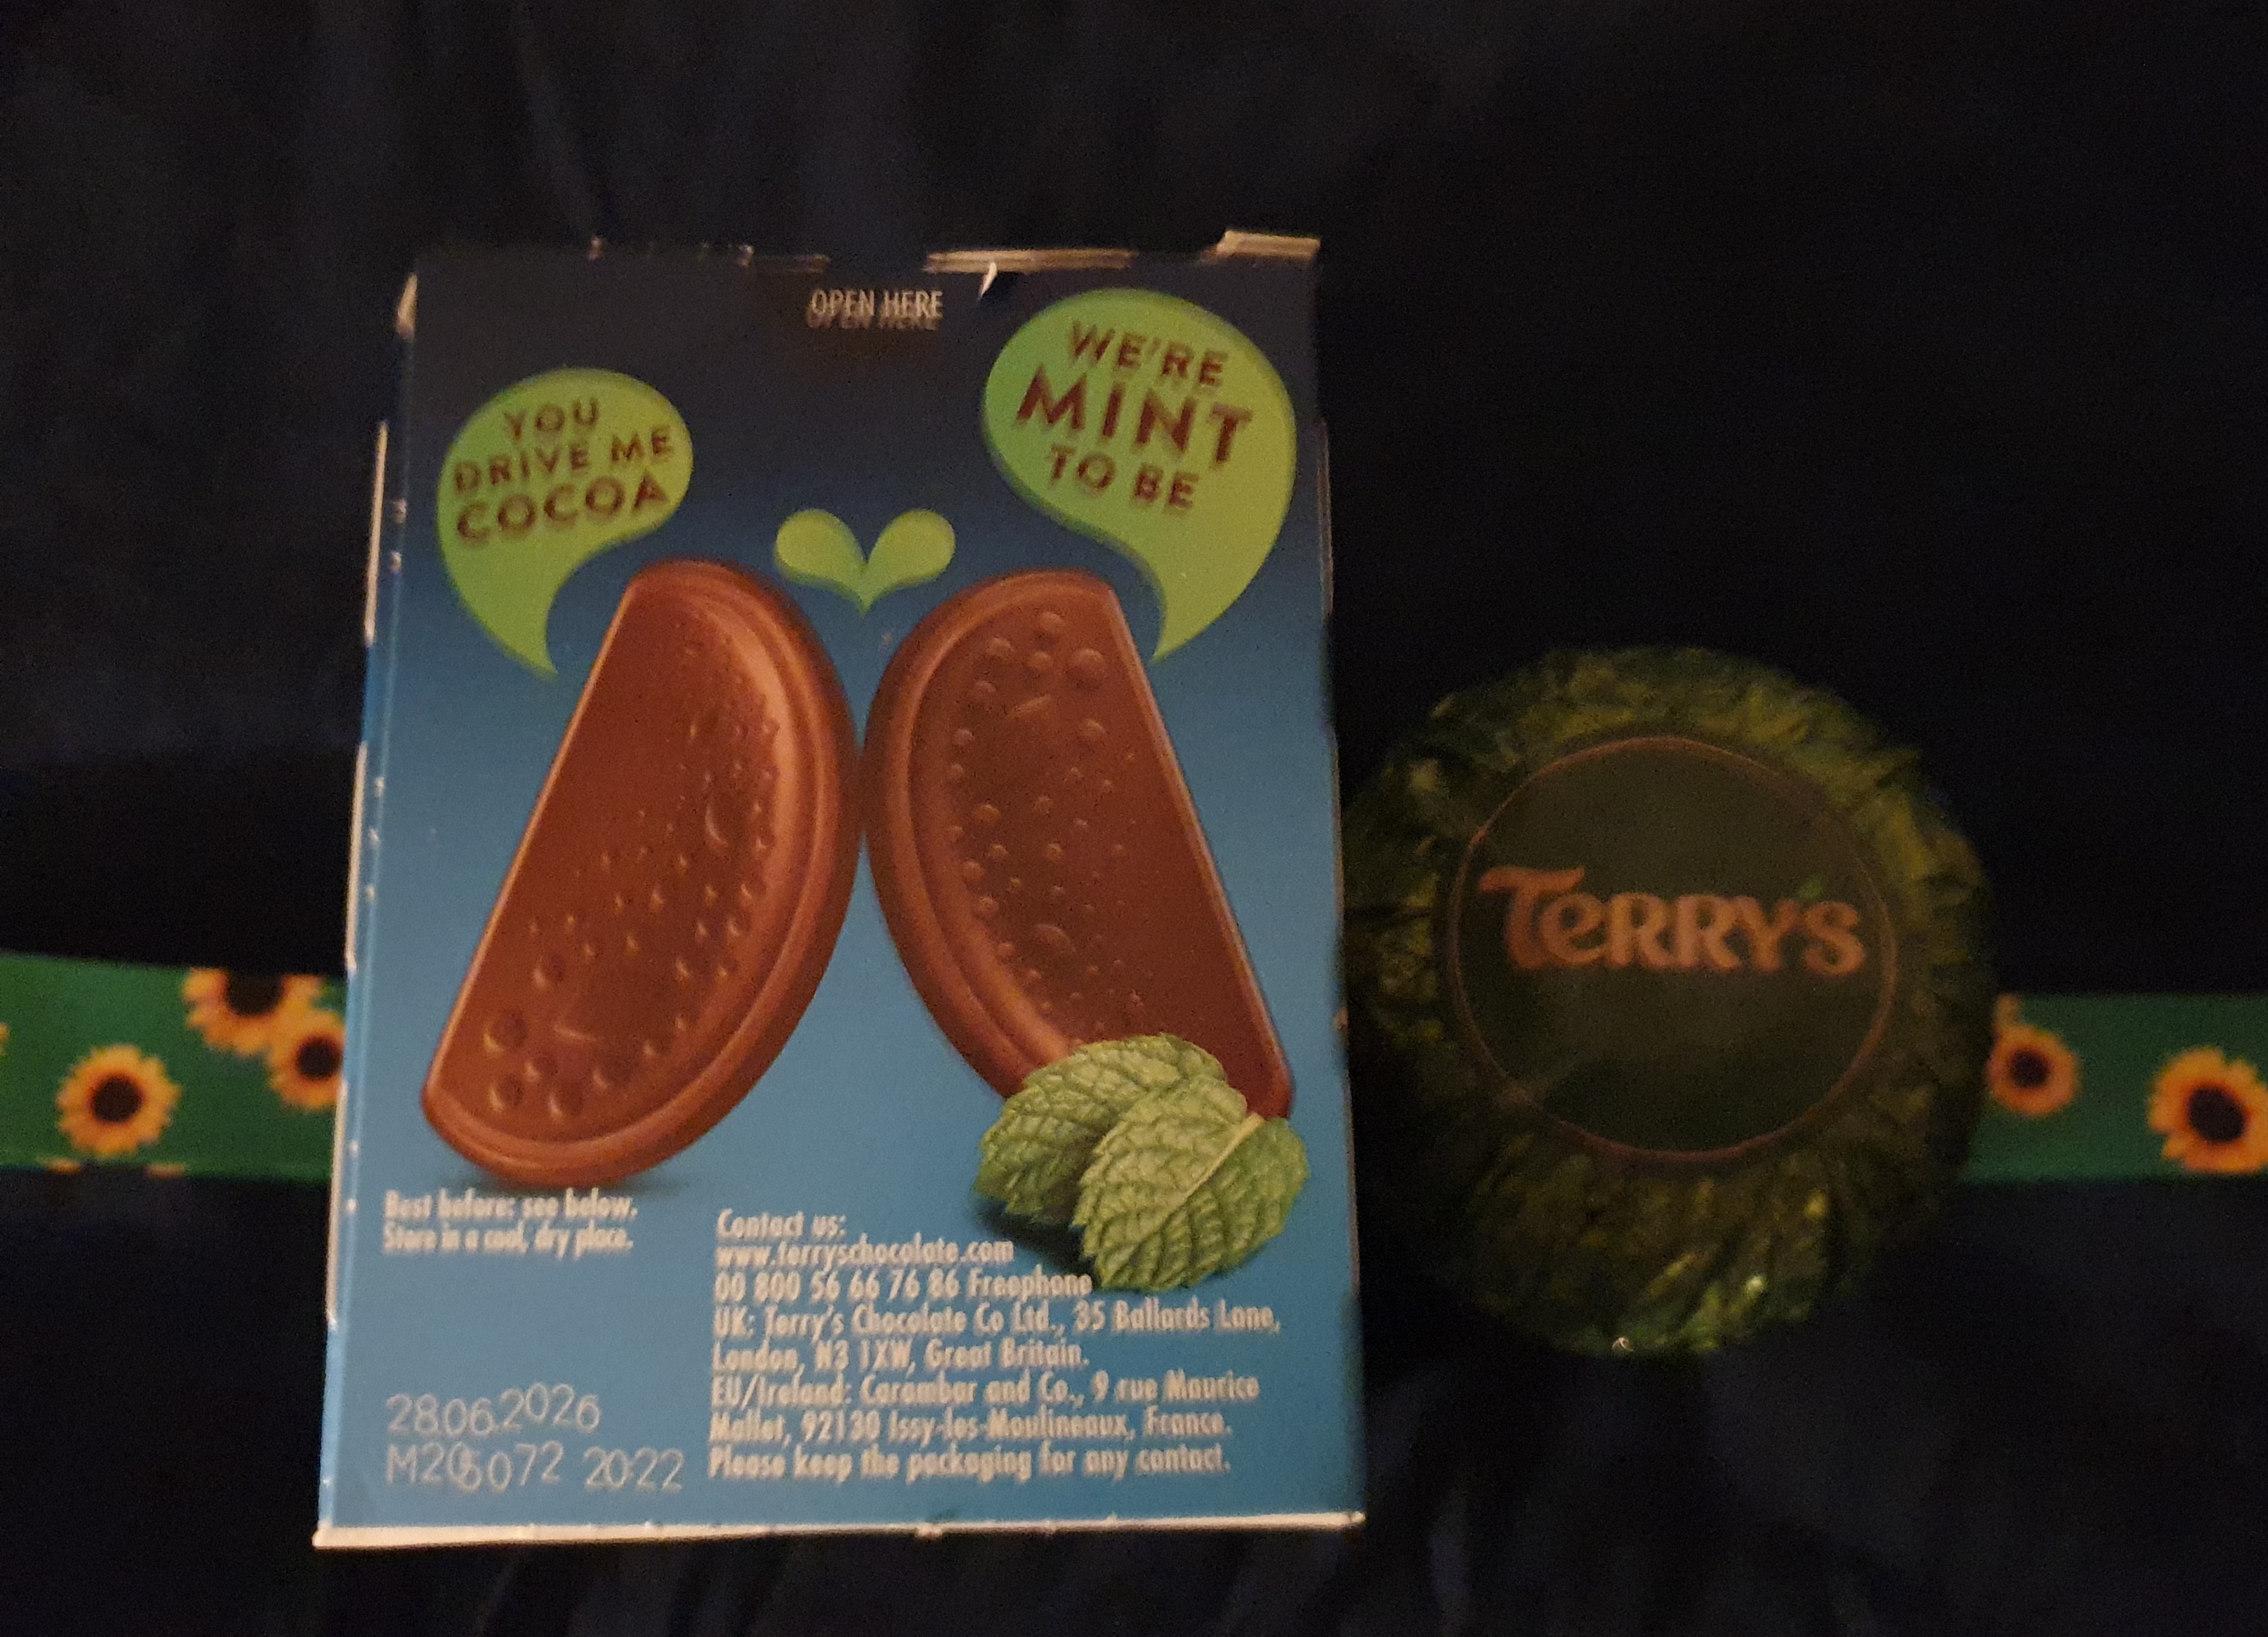 OPEN HERE
YOU
DRIVE ME
COCOA
WE'RE
MINT
TO BE
TERRY'S
Best before: see below.
Store in a cool, dry place.
Contact us:
www.terryschocolate.com
00 800 56 66 76 86 Freephone
UK: Terry's Chocolate Co Ltd., 35 Ballards Lane,
London, N3 1XW, Great Britain.
EU/Ireland: Carambar and Co., 9 rue Maurice
Mallet, 92130 Issy-les-Moulineaux, France.
Please keep the packaging for any contact.
28.06.2026
2022